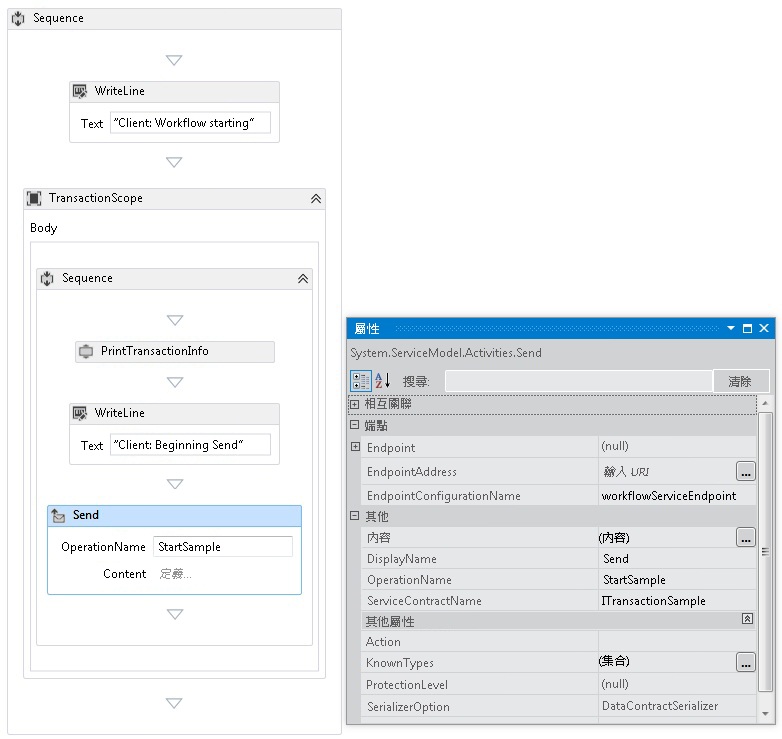 Sequence
WriteLine
Text "Client: Workflow starting"
TransactionScope
Body
Sequence
PrintTransactionInfo
WriteLine
Text "Client: Beginning Send"
Send
OperationName StartSample
Content 定義...
屬性
System.ServiceModel.Activities.Send
搜尋: 清除
相互關聯
端點
Endpoint (null)
EndpointAddress 輸入 URI ...
EndpointConfigurationName workflowServiceEndpoint
其他
內容 (內容) ...
DisplayName Send
OperationName StartSample
ServiceContractName ITransactionSample
其他屬性
Action
KnownTypes (集合) ...
ProtectionLevel (null)
SerializerOption DataContractSerializer